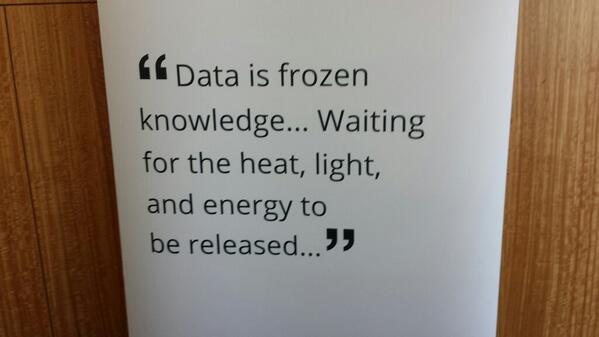 “Data is frozen
knowledge... Waiting
for the heat, light,
and energy to
be released...”